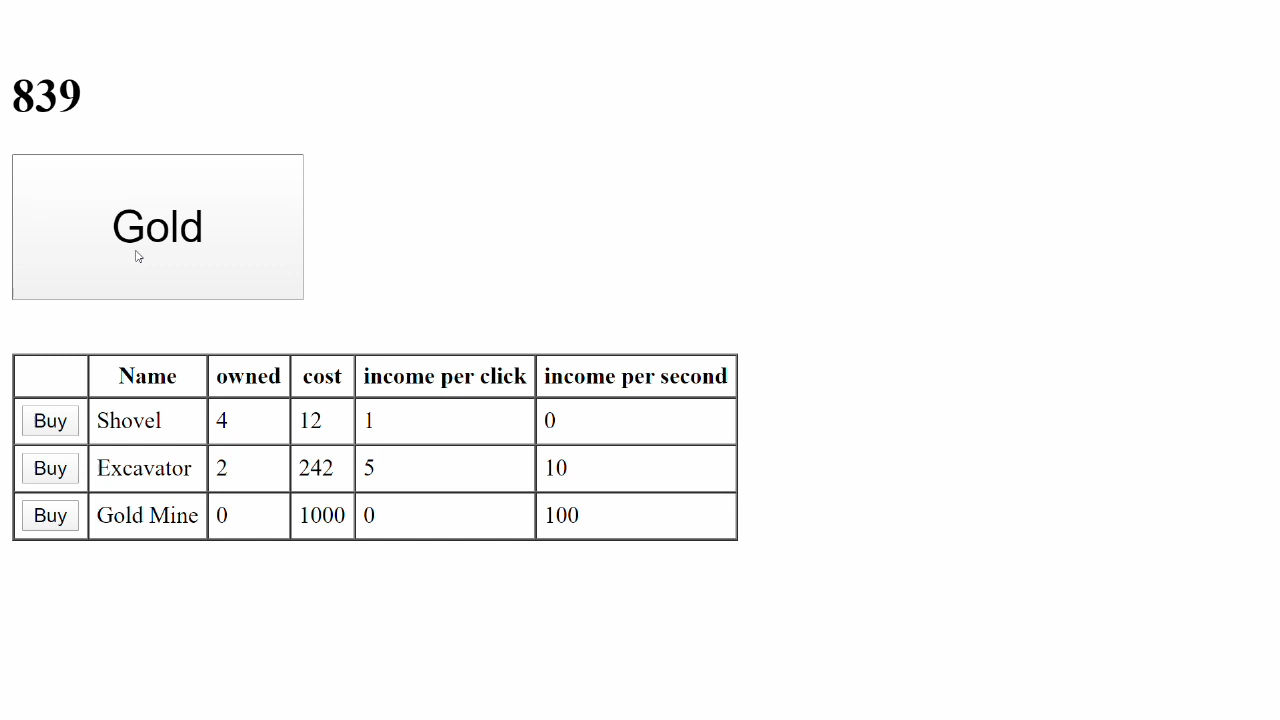 839
Gold
Name owned cost income per click income per second
Buy Shovel 4 12 1 0
Buy Excavator 2 242 5 10
Buy Gold Mine 0 1000 0 100